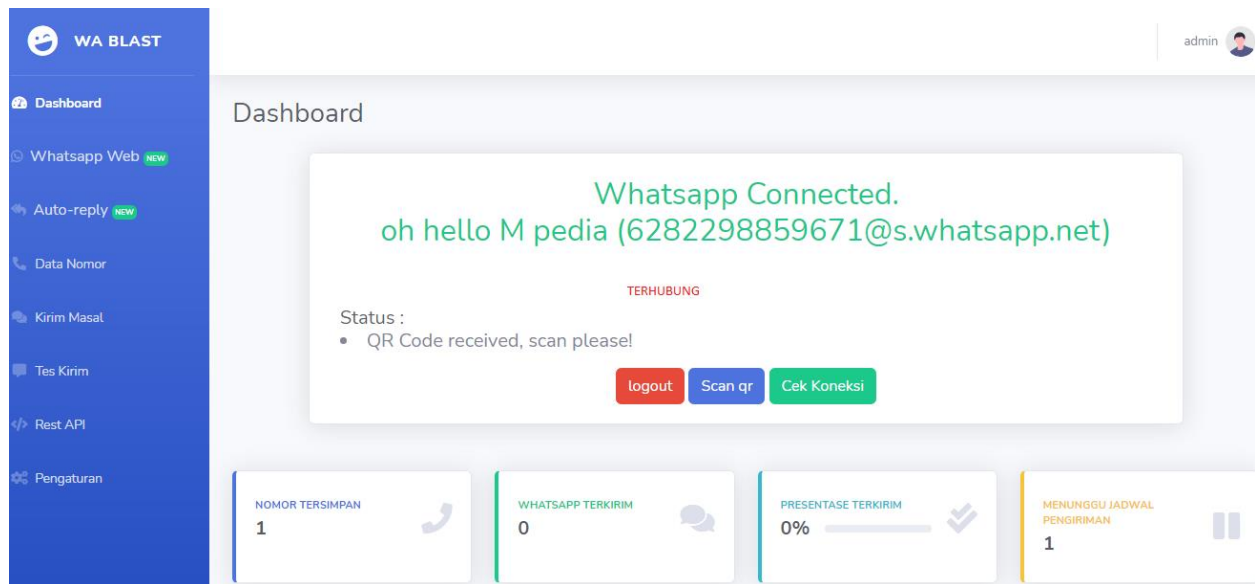 WA BLAST
admin
Dashboard
Whatsapp Web NEW
Auto-reply NEW
Data Nomor
Kirim Masal
Tes Kirim
Rest API
Pengaturan
Dashboard
Whatsapp Connected.
oh hello M pedia (6282298859671@s.whatsapp.net)
TERHUBUNG
Status :
• QR Code received, scan please!
logout Scan qr Cek Koneksi
NOMOR TERSIMPAN
1
WHATSAPP TERKIRIM
0
PRESENTASE TERKIRIM
0%
MENUNGGU JADWAL
PENGIRIMAN
1